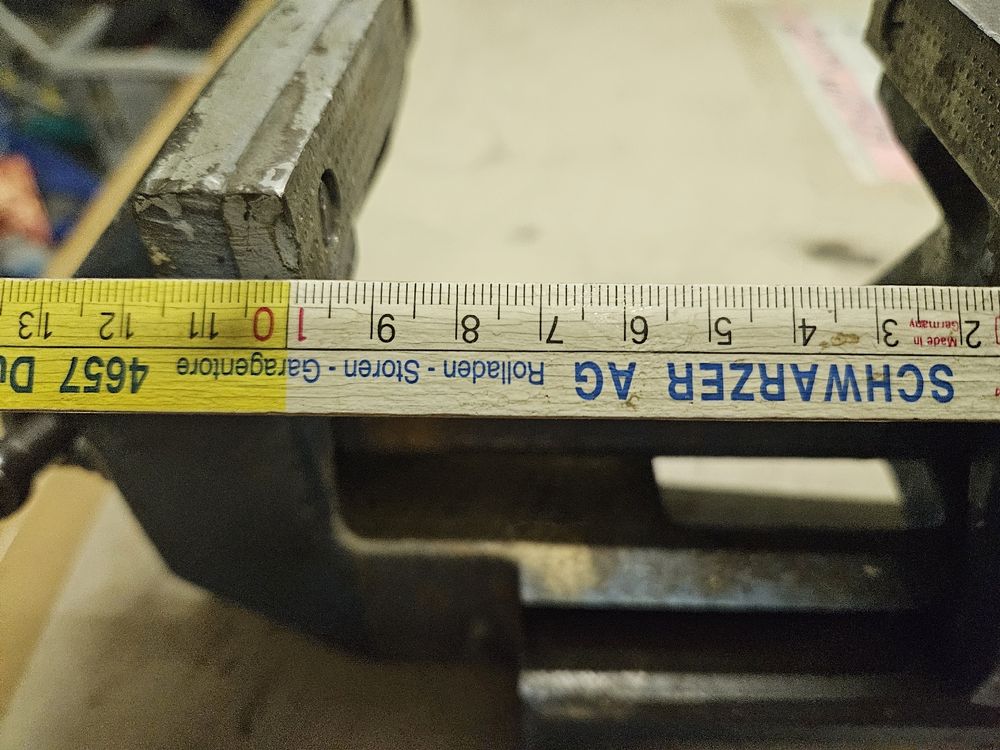 SCHWARZER AG Rolladen - Storen - Garagentore 4657 Du
2 Made in Germany 3 4 5 6 7 8 9 10 11 12 13